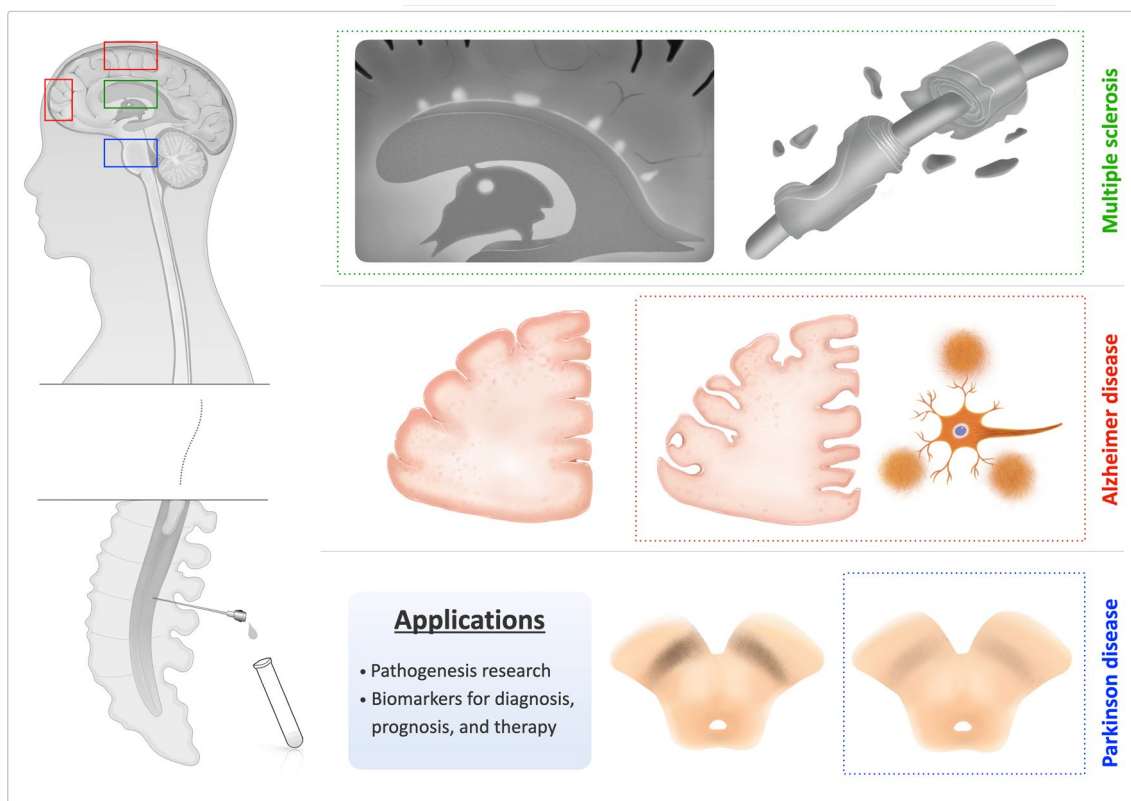 Multiple sclerosis
Alzheimer disease
Applications
• Pathogenesis research
• Biomarkers for diagnosis,
prognosis, and therapy
Parkinson disease